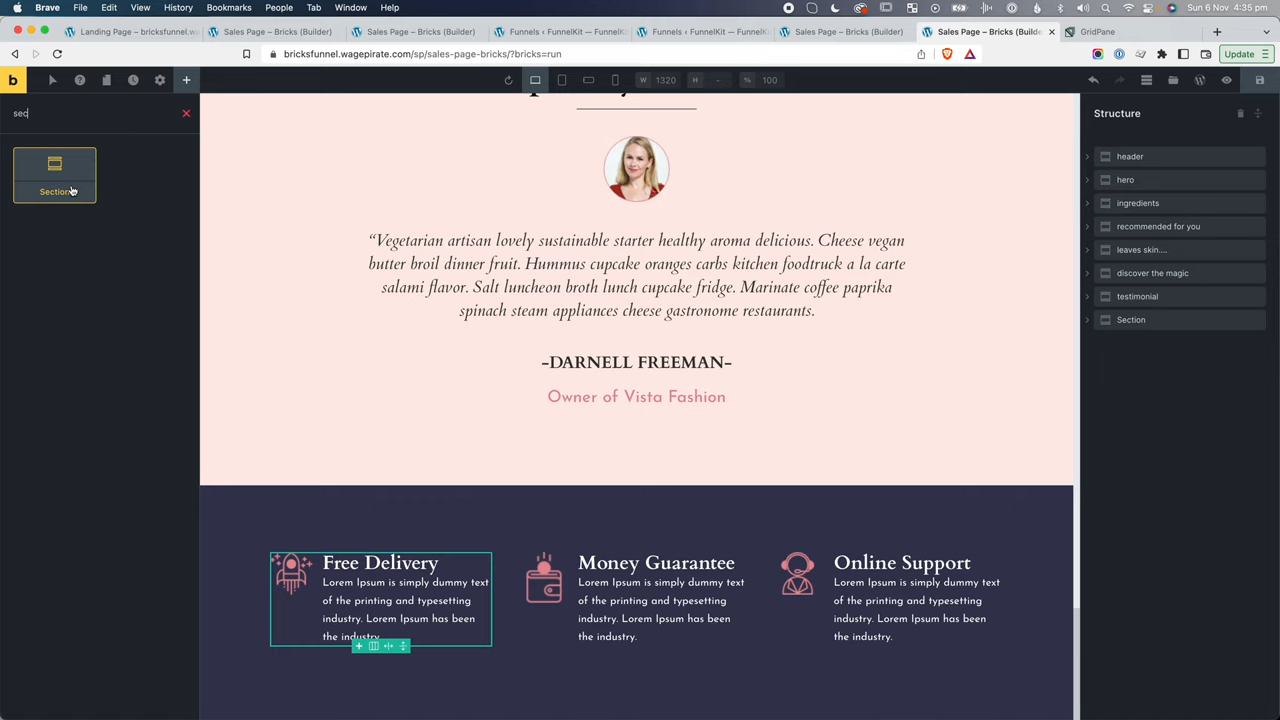 Brave File Edit View History Bookmarks People Tab Window Help
Sun 6 Nov 4:35 pm
Landing Page – bricksfunnel.wa
Sales Page – Bricks (Builder)
Sales Page – Bricks (Builder)
Funnels ‹ FunnelKit — FunnelKi
Funnels ‹ FunnelKit — FunnelKi
Sales Page – Bricks (Builder)
Sales Page – Bricks (Builde
GridPane
bricksfunnel.wagepirate.com/sp/sales-page-bricks/?bricks=run
Update
b
W 1320 H - % 100
sec
Section
Structure
header
hero
ingredients
recommended for you
leaves skin....
discover the magic
testimonial
Section
“Vegetarian artisan lovely sustainable starter healthy aroma delicious. Cheese vegan
butter broil dinner fruit. Hummus cupcake oranges carbs kitchen foodtruck a la carte
salami flavor. Salt luncheon broth lunch cupcake fridge. Marinate coffee paprika
spinach steam appliances cheese gastronome restaurants.
-DARNELL FREEMAN-
Owner of Vista Fashion
Free Delivery
Lorem Ipsum is simply dummy text
of the printing and typesetting
industry. Lorem Ipsum has been
the industry.
Money Guarantee
Lorem Ipsum is simply dummy text
of the printing and typesetting
industry. Lorem Ipsum has been
the industry.
Online Support
Lorem Ipsum is simply dummy text
of the printing and typesetting
industry. Lorem Ipsum has been
the industry.